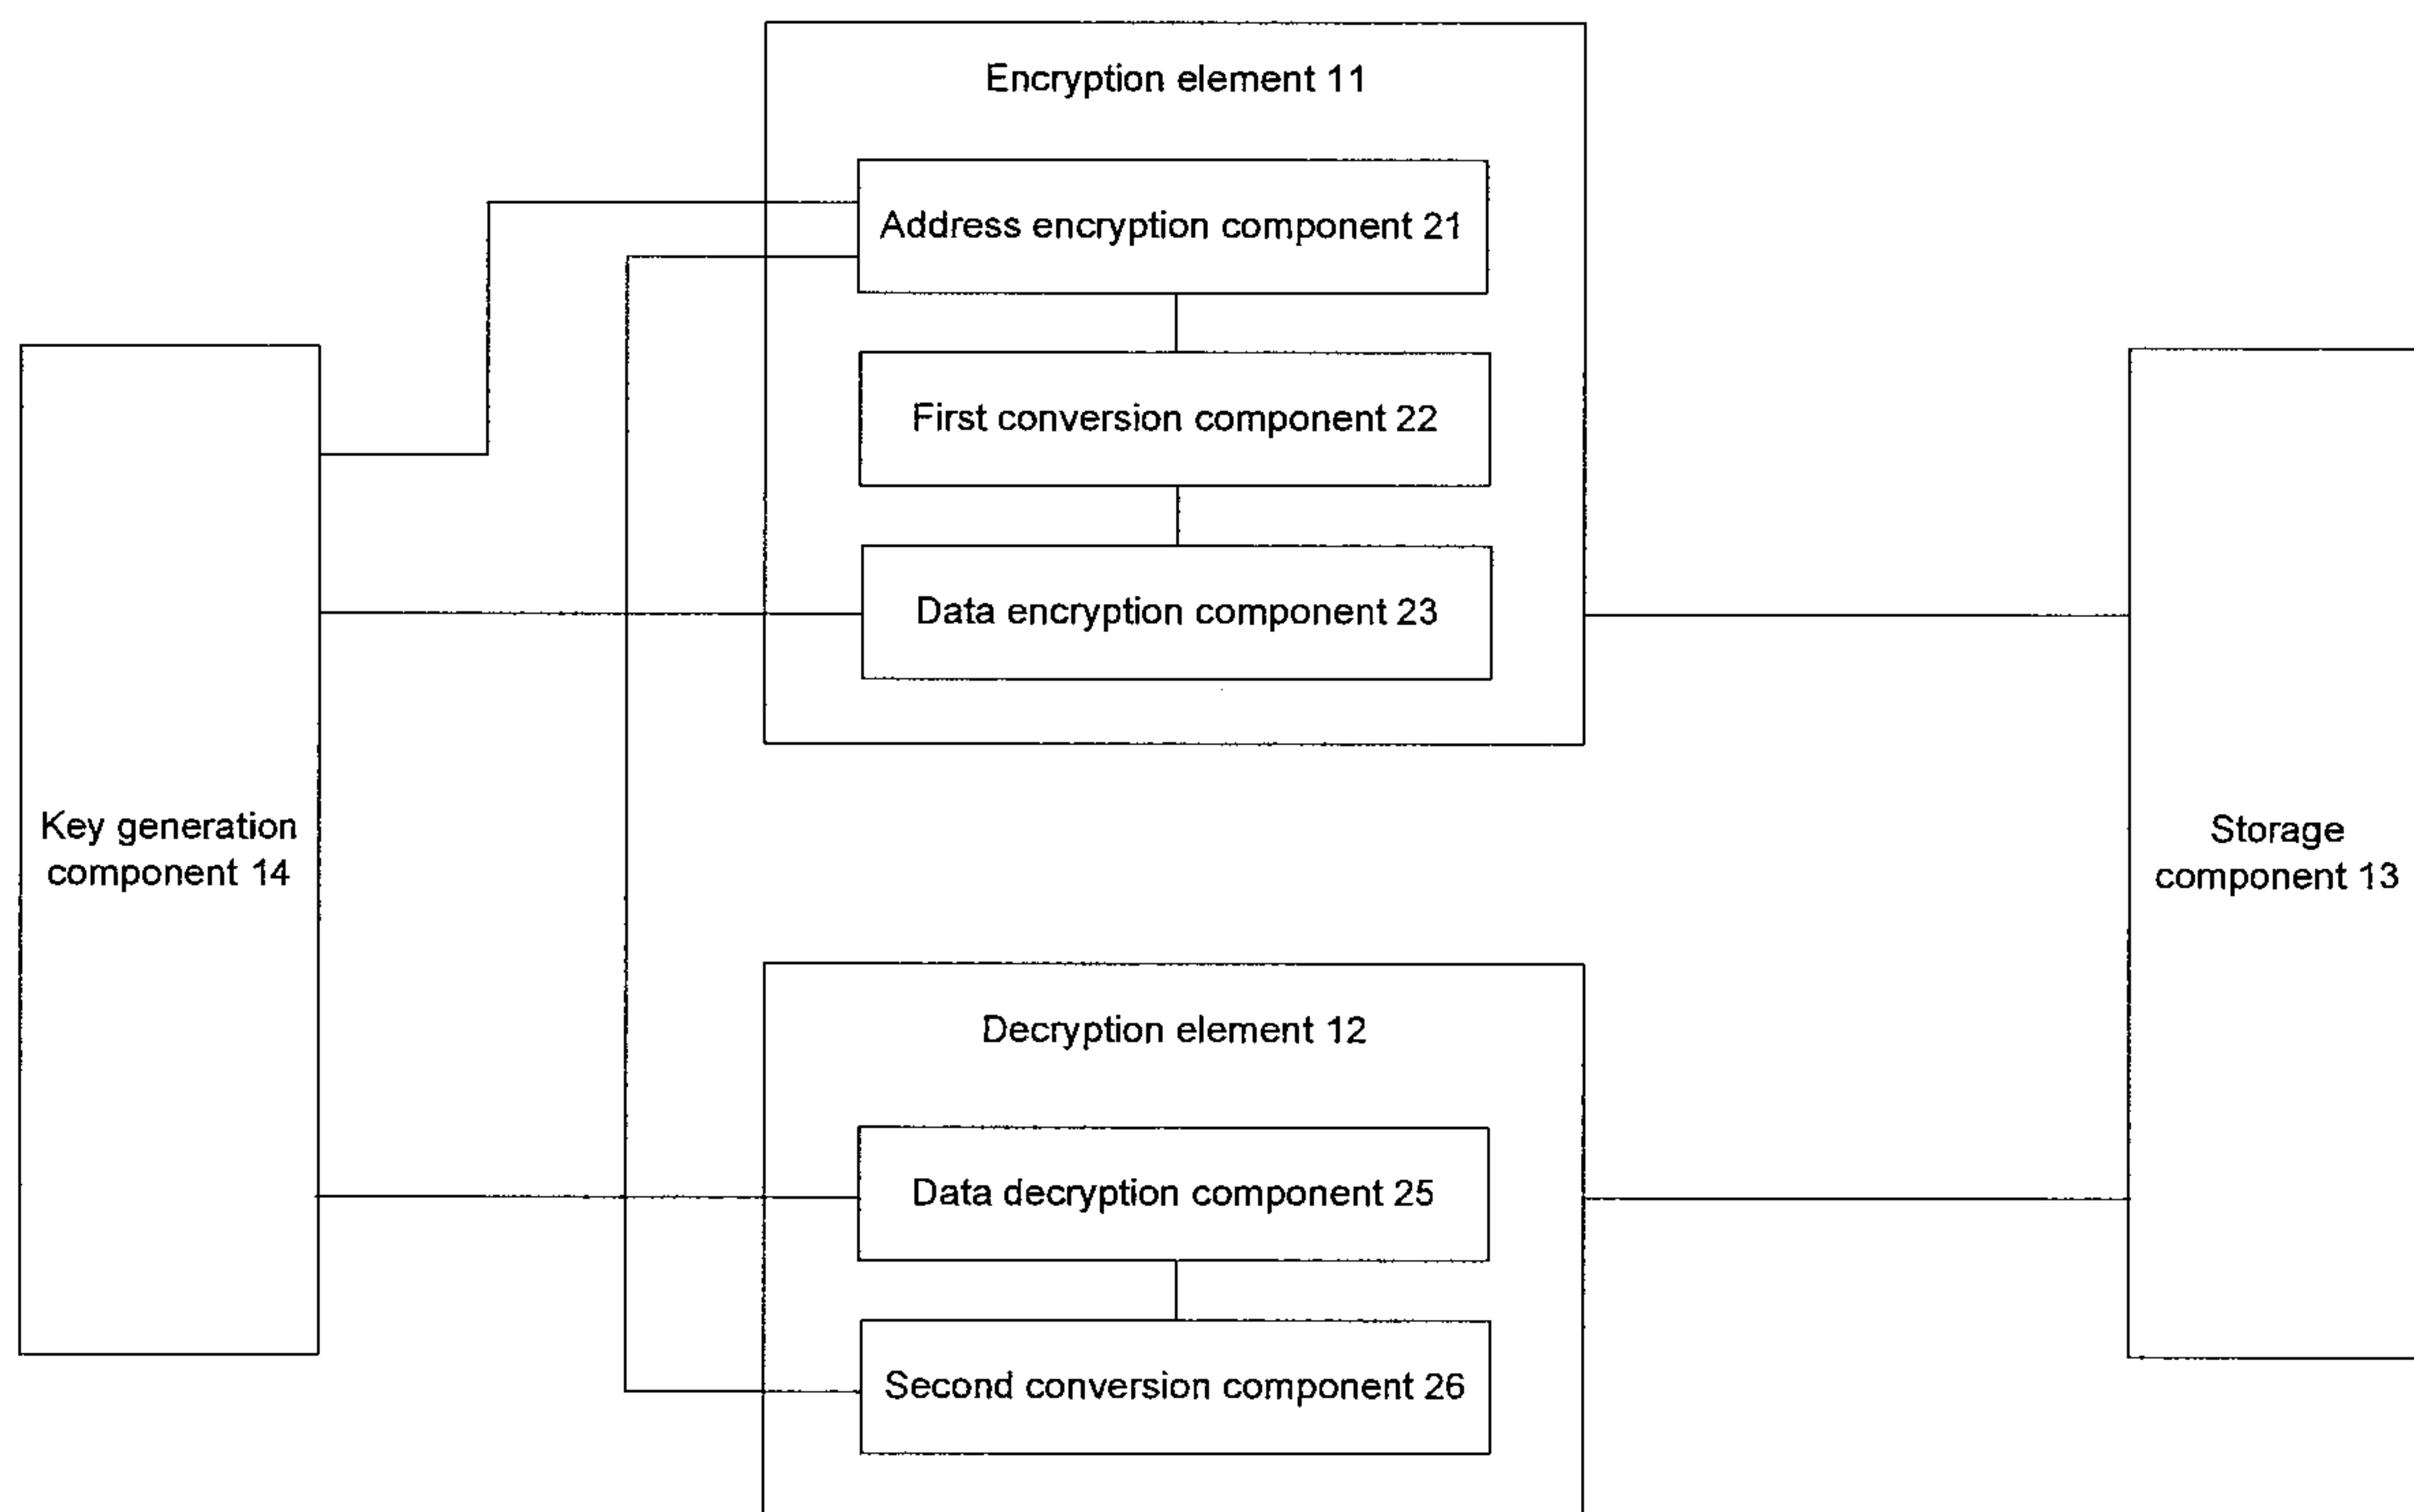 Encryption element 11
Address encryption component 21
First conversion component 22
Data encryption component 23
Key generation
component 14
Storage
component 13
Decryption element 12
Data decryption component 25
Second conversion component 26